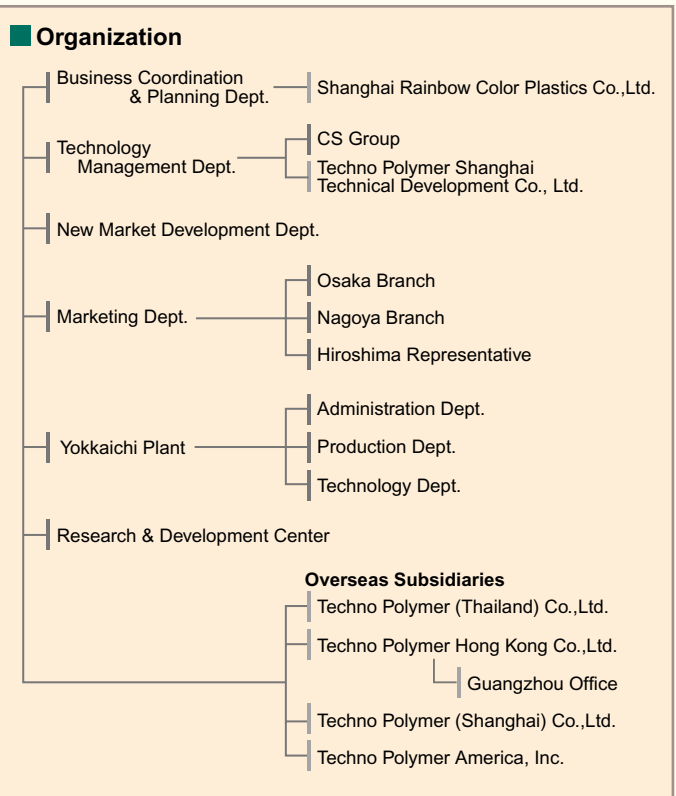 Organization
Business Coordination
& Planning Dept.
Shanghai Rainbow Color Plastics Co.,Ltd.
Technology
Management Dept.
CS Group
Techno Polymer Shanghai
Technical Development Co., Ltd.
New Market Development Dept.
Marketing Dept.
Osaka Branch
Nagoya Branch
Hiroshima Representative
Yokkaichi Plant
Administration Dept.
Production Dept.
Technology Dept.
Research & Development Center
Overseas Subsidiaries
Techno Polymer (Thailand) Co.,Ltd.
Techno Polymer Hong Kong Co.,Ltd.
Guangzhou Office
Techno Polymer (Shanghai) Co.,Ltd.
Techno Polymer America, Inc.